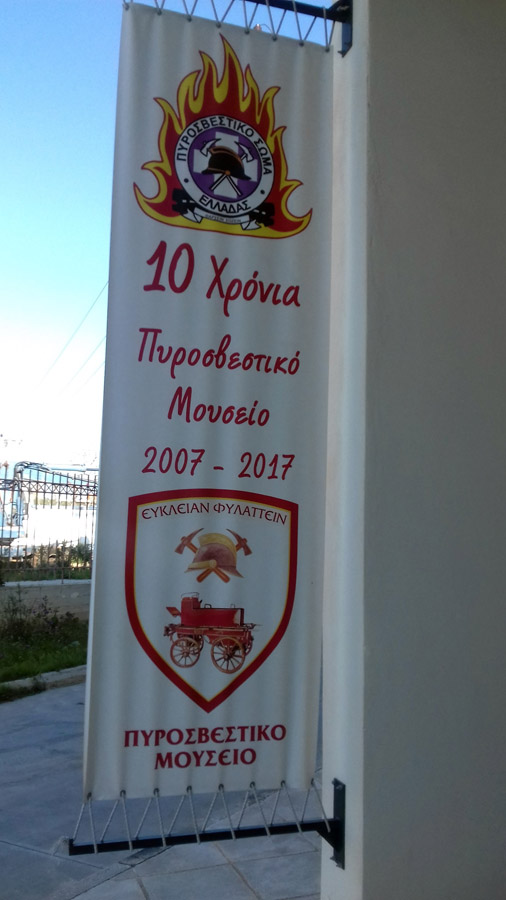 ΠΥΡΟΣΒΕΣΤΙΚΟ ΣΩΜΑ
ΕΛΛΑΔΑΣ
10 Χρόνια
Πυροσβεστικό
Μουσείο
2007 - 2017
ΕΥΚΛΕΙΑΝ ΦΥΛΑΤΤΕΙΝ
ΠΥΡΟΣΒΕΣΤΙΚΟ
ΜΟΥΣΕΙΟ